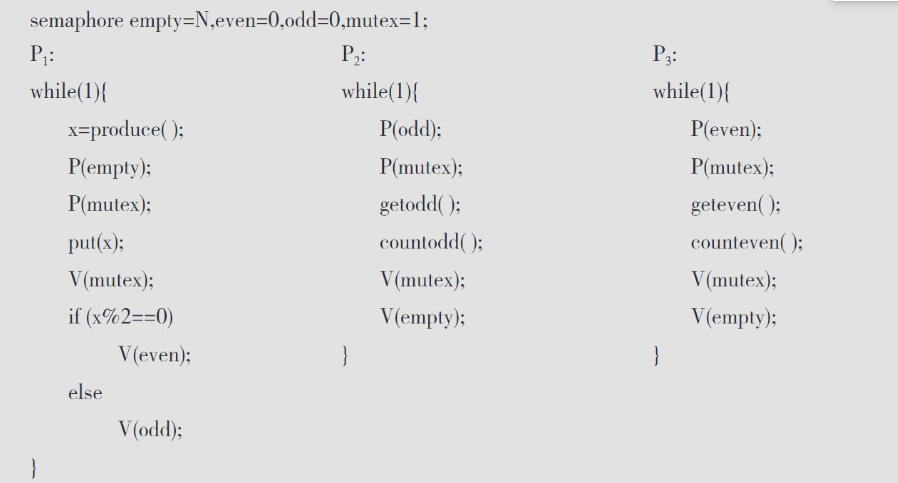 semaphore empty=N,even=0,odd=0,mutex=1;
P₁:
while(1){
x=produce( );
P(empty);
P(mutex);
put(x);
V(mutex);
if (x%2==0)
V(even);
else
V(odd);
}
P₂:
while(1){
P(odd);
P(mutex);
getodd( );
countodd( );
V(mutex);
V(empty);
}
P₃:
while(1){
P(even);
P(mutex);
geteven( );
counteven( );
V(mutex);
V(empty);
}